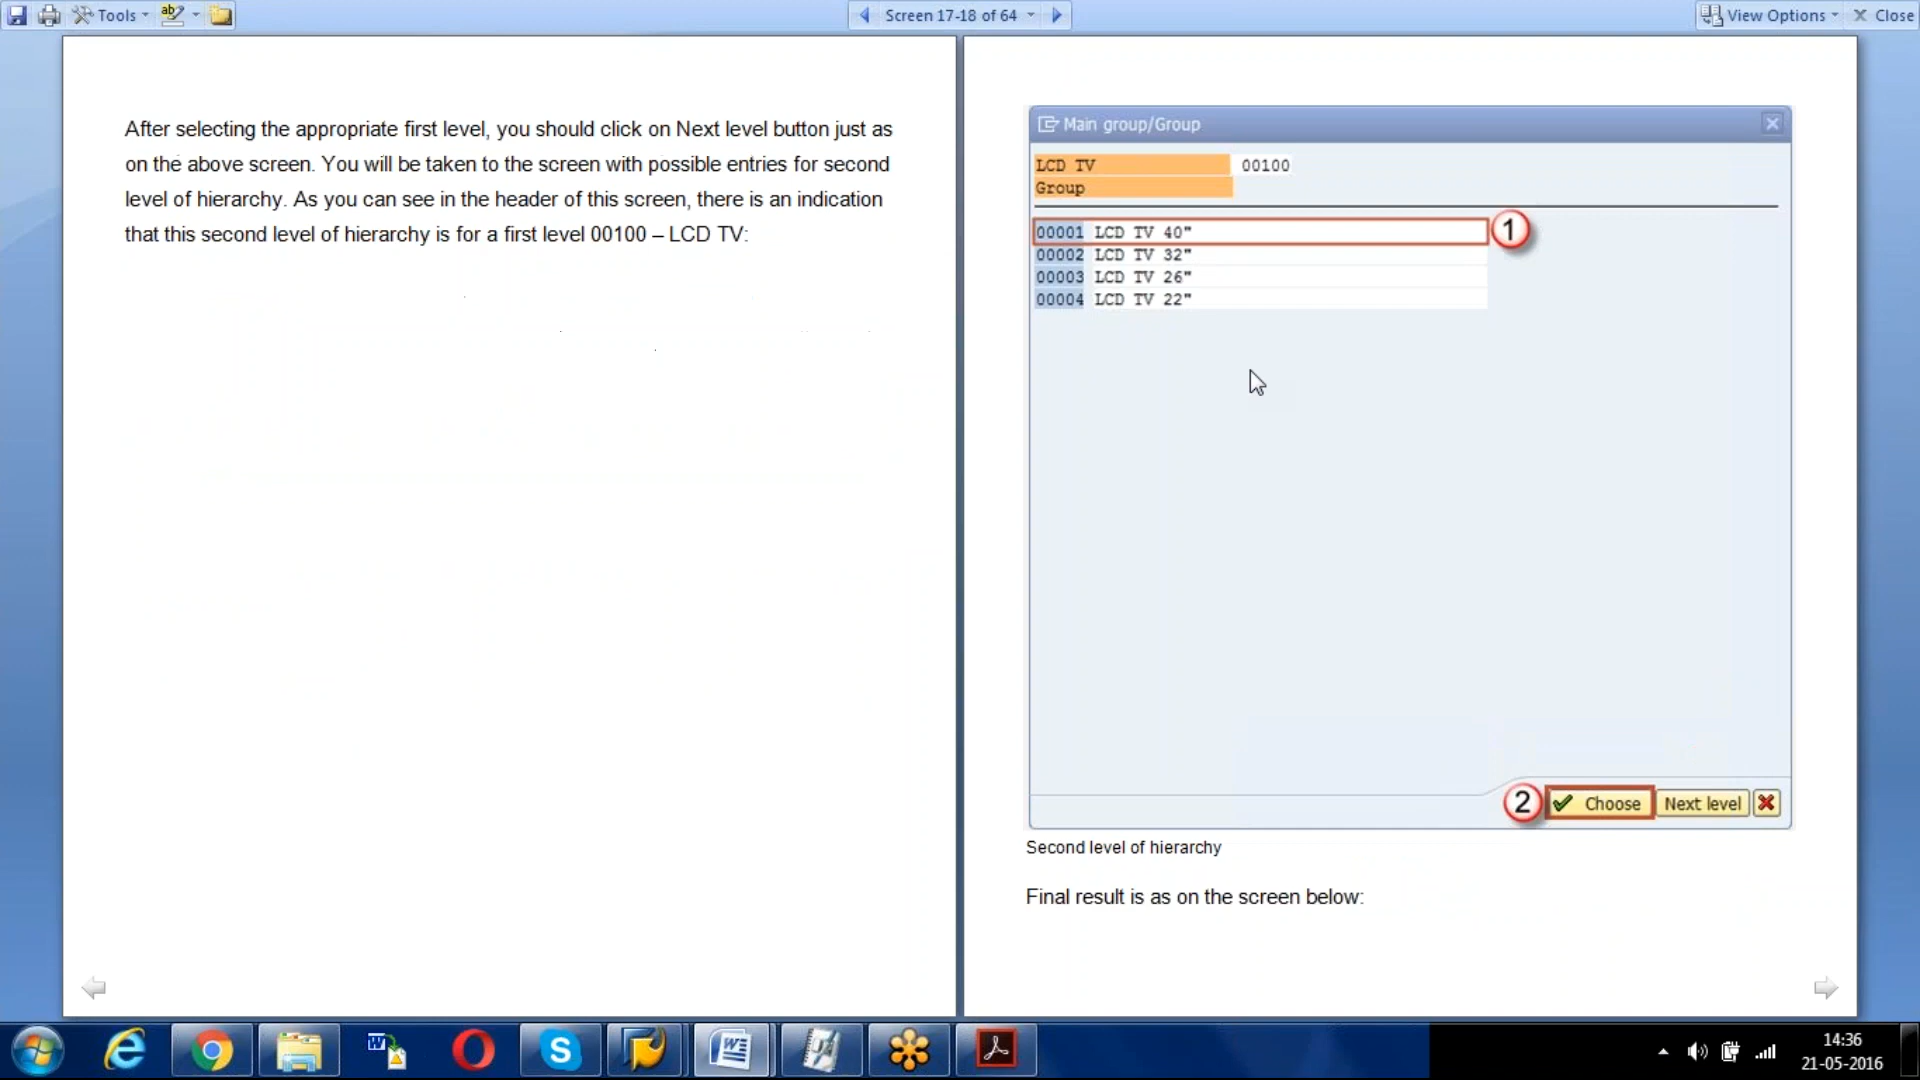 Tools
Screen 17-18 of 64
View Options
Close
After selecting the appropriate first level, you should click on Next level button just as
on the above screen. You will be taken to the screen with possible entries for second
level of hierarchy. As you can see in the header of this screen, there is an indication
that this second level of hierarchy is for a first level 00100 – LCD TV:
Main group/Group
LCD TV 00100
Group
00001 LCD TV 40"
1
00002 LCD TV 32"
00003 LCD TV 26"
00004 LCD TV 22"
2
Choose
Next level
Second level of hierarchy
Final result is as on the screen below:
14:36
21-05-2016